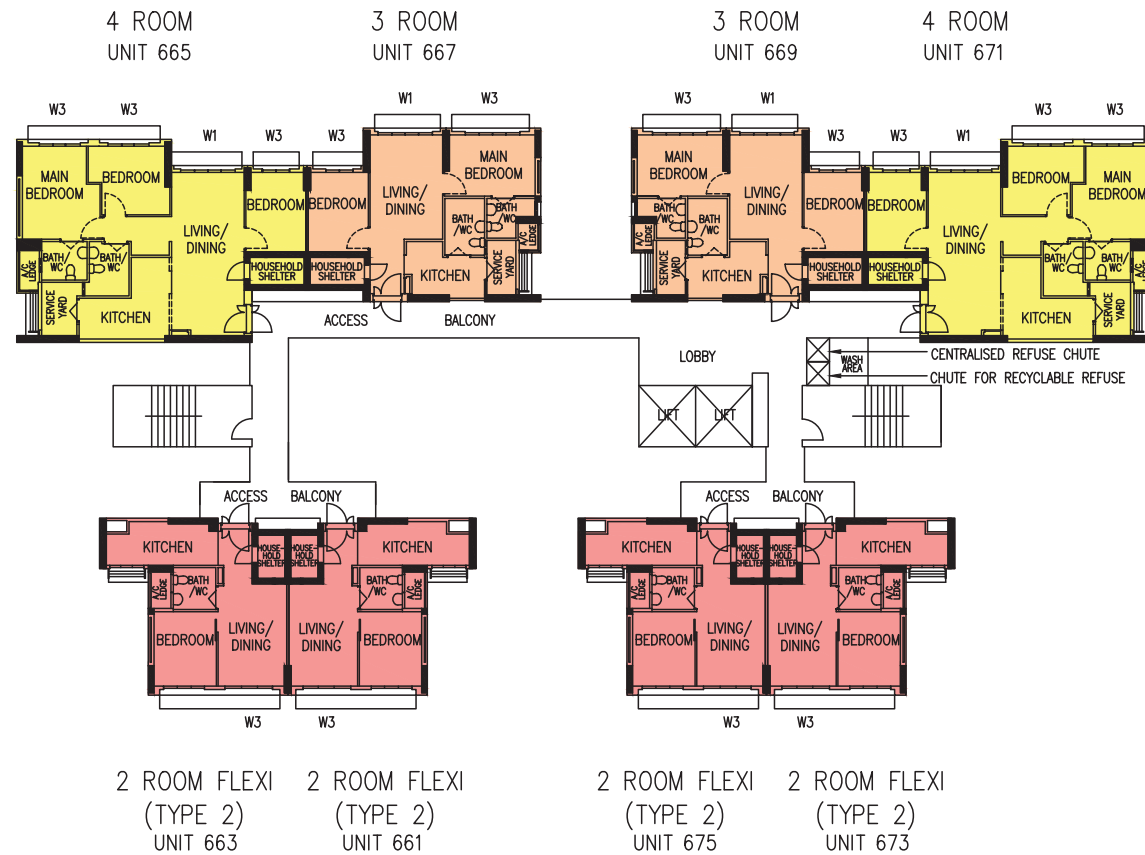 4 ROOM
UNIT 665
3 ROOM
UNIT 667
3 ROOM
UNIT 669
4 ROOM
UNIT 671
W3
W3
W1
W3
W3
W1
W3
W3
W1
W3
W3
W1
W3
W3
MAIN
BEDROOM
BEDROOM
LIVING/
DINING
BEDROOM
BATH/
WC
BATH/
WC
A/C
LEDGE
SERVICE
YARD
KITCHEN
HOUSEHOLD
SHELTER
BEDROOM
LIVING/
DINING
MAIN
BEDROOM
BATH/
WC
BATH/
WC
A/C
LEDGE
HOUSEHOLD
SHELTER
KITCHEN
SERVICE
YARD
MAIN
BEDROOM
LIVING/
DINING
BEDROOM
BATH/
WC
BATH/
WC
A/C
LEDGE
SERVICE
YARD
KITCHEN
HOUSEHOLD
SHELTER
BEDROOM
LIVING/
DINING
BEDROOM
MAIN
BEDROOM
HOUSEHOLD
SHELTER
BATH/
WC
BATH/
WC
A/C
LEDGE
KITCHEN
SERVICE
YARD
ACCESS BALCONY
LOBBY
WASH
AREA
CENTRALISED REFUSE CHUTE
CHUTE FOR RECYCLABLE REFUSE
LIFT
LIFT
ACCESS BALCONY
ACCESS BALCONY
KITCHEN
HOUSE-
HOLD
SHELTER
HOUSE-
HOLD
SHELTER
KITCHEN
A/C
LEDGE
BATH
/WC
BATH
/WC
A/C
LEDGE
BEDROOM
LIVING/
DINING
LIVING/
DINING
BEDROOM
W3
W3
KITCHEN
HOUSE-
HOLD
SHELTER
HOUSE-
HOLD
SHELTER
KITCHEN
A/C
LEDGE
BATH
/WC
BATH
/WC
A/C
LEDGE
BEDROOM
LIVING/
DINING
LIVING/
DINING
BEDROOM
W3
W3
2 ROOM FLEXI
(TYPE 2)
UNIT 663
2 ROOM FLEXI
(TYPE 2)
UNIT 661
2 ROOM FLEXI
(TYPE 2)
UNIT 675
2 ROOM FLEXI
(TYPE 2)
UNIT 673